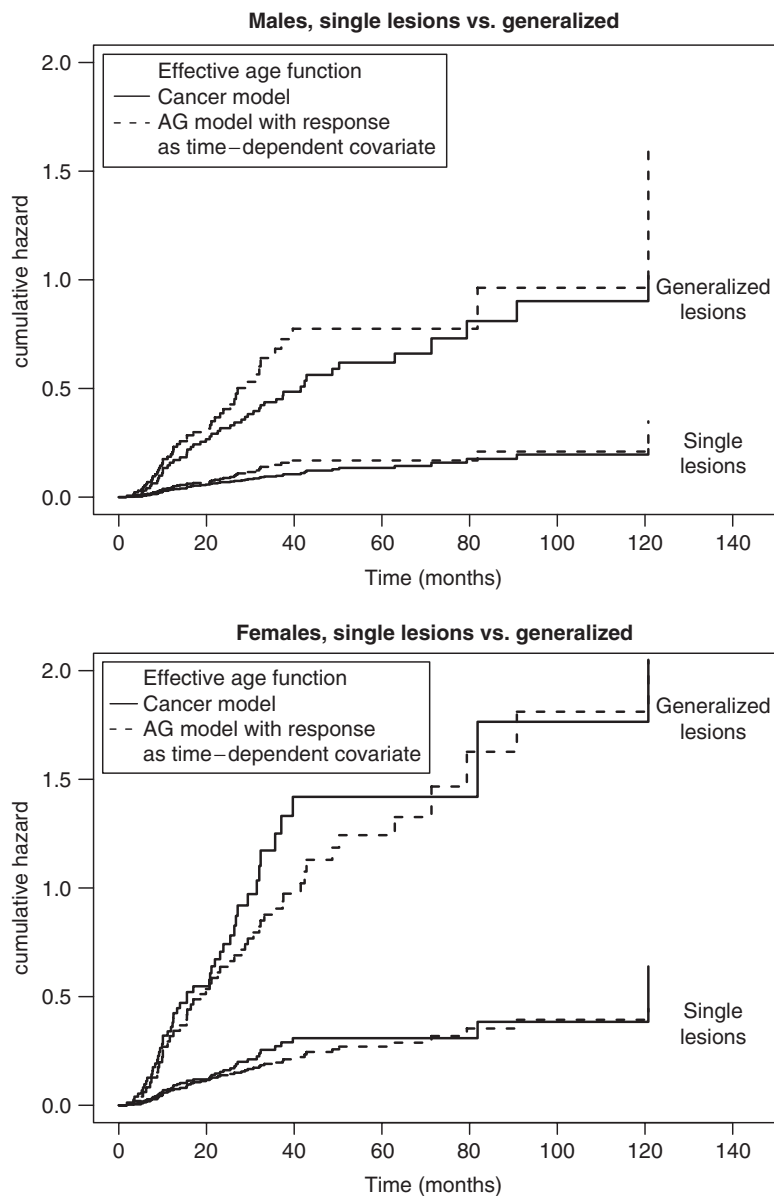 Males, single lesions vs. generalized
2.0
1.5
1.0
0.5
0.0
cumulative hazard
Effective age function
Cancer model
AG model with response
as time−dependent covariate
Generalized
lesions
Single
lesions
0 20 40 60 80 100 120 140
Time (months)
Females, single lesions vs. generalized
2.0
1.5
1.0
0.5
0.0
cumulative hazard
Effective age function
Cancer model
AG model with response
as time−dependent covariate
Generalized
lesions
Single
lesions
0 20 40 60 80 100 120 140
Time (months)